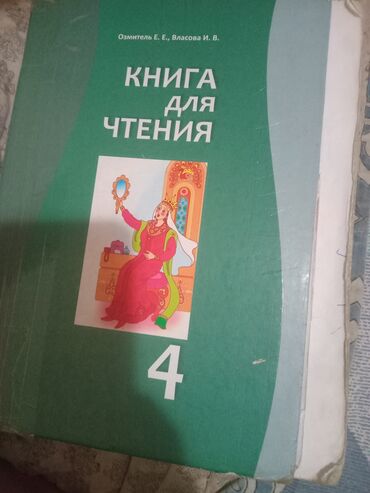 Озмитель Е. Е., Власова И. В.
КНИГА
для
ЧТЕНИЯ
4